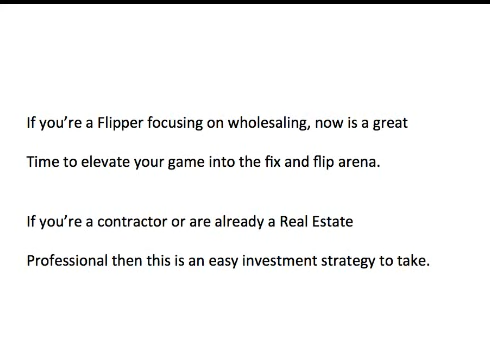 If you’re a Flipper focusing on wholesaling, now is a great
Time to elevate your game into the fix and flip arena.
If you’re a contractor or are already a Real Estate
Professional then this is an easy investment strategy to take.